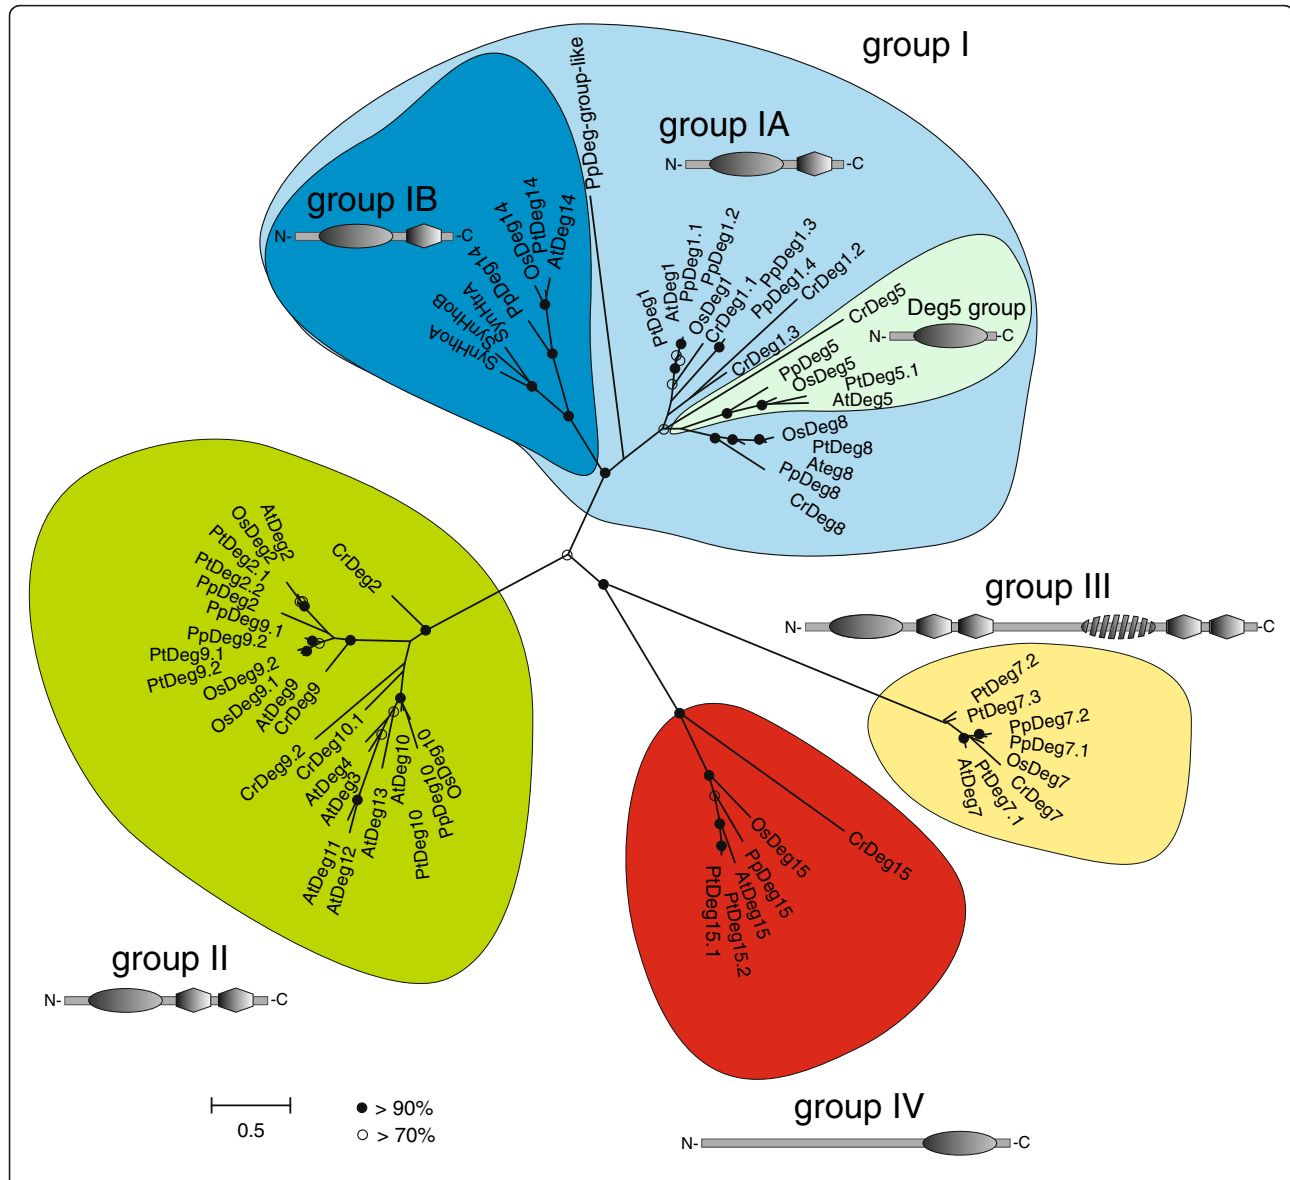 group I
PpDeg-group-like
group IA
N-
-C
group IB
N-
-C
OsDeg14
PtDeg14
AtDeg14
PpDeg14
SynHtrA
SynHhoB
SynHhoA
PtDeg1
AtDeg1
PpDeg1.1
PpDeg1.2
OsDeg1
CrDeg1.1
PpDeg1.3
PpDeg1.4
CrDeg1.2
CrDeg1.3
CrDeg5
Deg5 group
N-
-C
PpDeg5
OsDeg5
PtDeg5.1
AtDeg5
OsDeg8
PtDeg8
Ateg8
PpDeg8
CrDeg8
AtDeg2
OsDeg2
PtDeg2.1
PtDeg2.2
PpDeg2
PpDeg9.1
PpDeg9.2
PtDeg9.1
PtDeg9.2
OsDeg9.2
OsDeg9.1
AtDeg9
CrDeg9
CrDeg2
CrDeg9.2
CrDeg10.1
AtDeg4
AtDeg3
AtDeg11
AtDeg12
AtDeg13
AtDeg10
PtDeg10
PpDeg10
OsDeg10
group III
N-
-C
PtDeg7.2
PtDeg7.3
PpDeg7.2
PpDeg7.1
OsDeg7
CrDeg7
PtDeg7.1
AtDeg7
OsDeg15
CrDeg15
PpDeg15
AtDeg15
PtDeg15.2
PtDeg15.1
group II
N-
-C
group IV
N-
-C
0.5
> 90%
> 70%